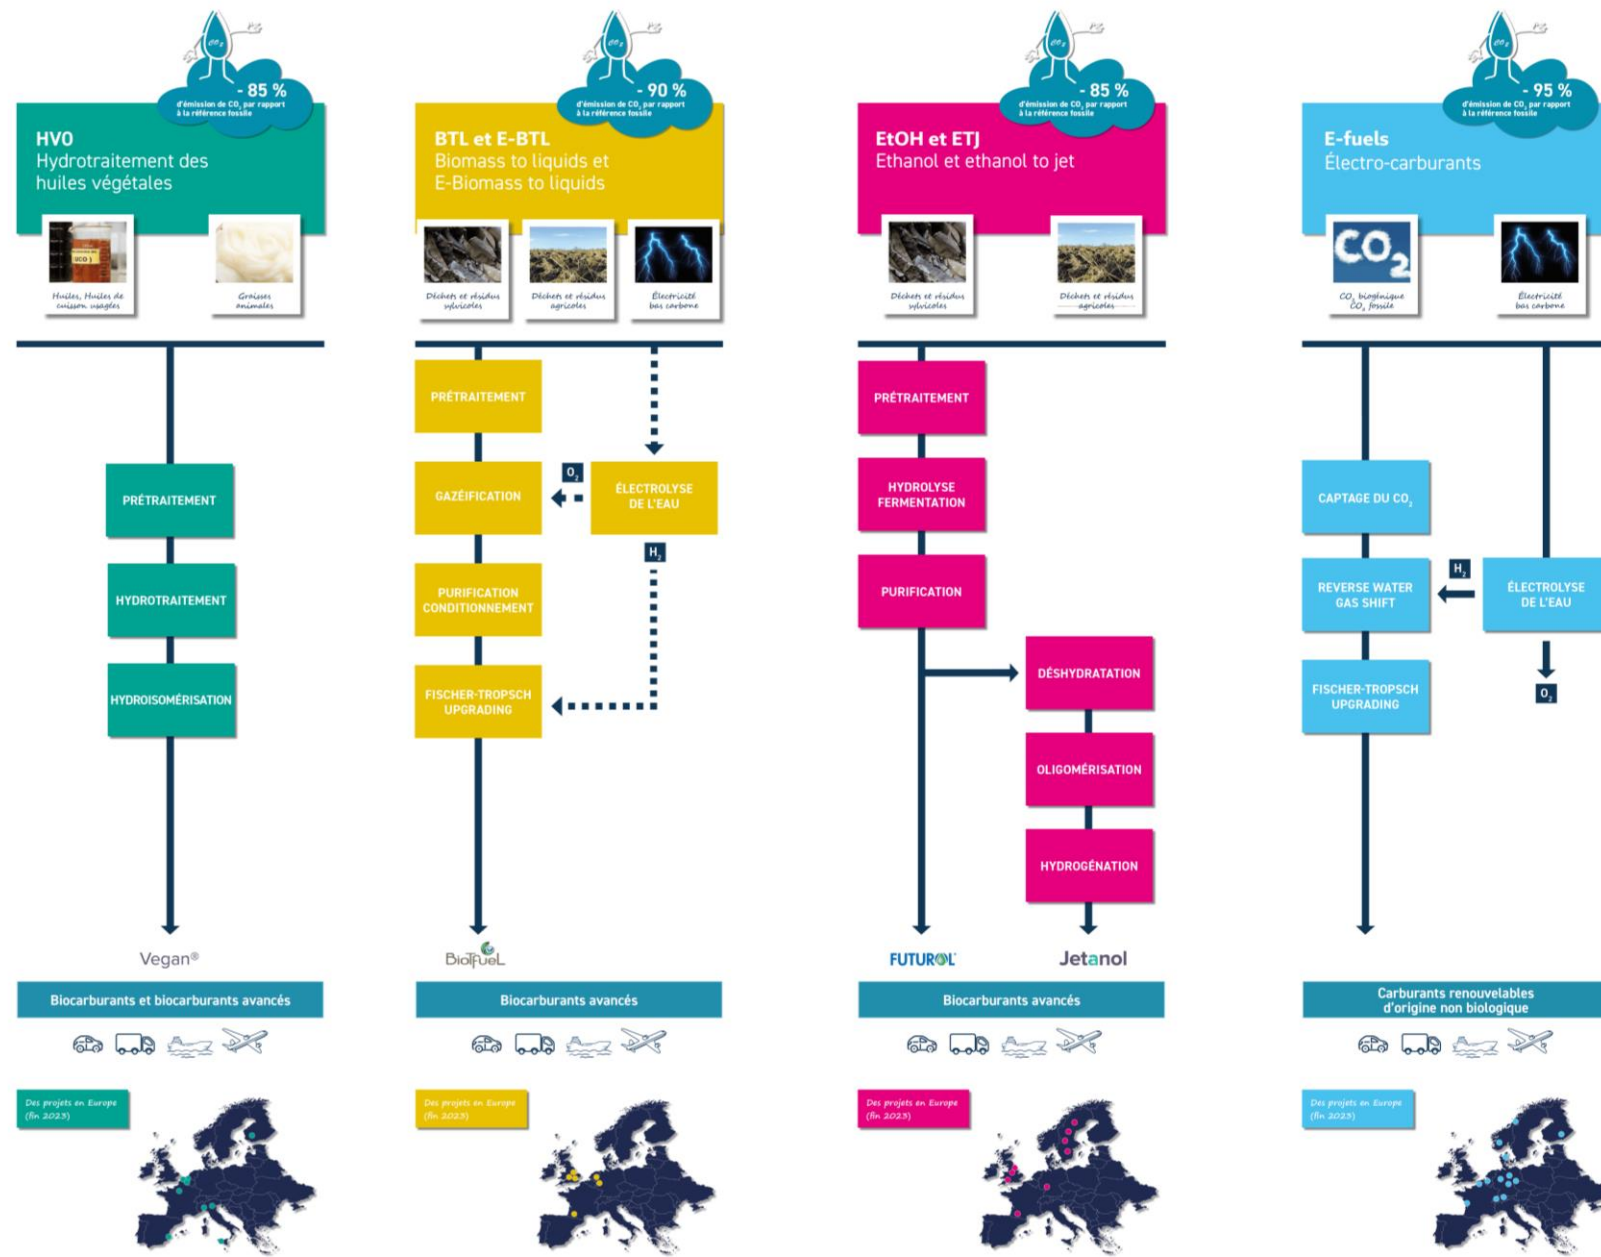 CO2
- 85 %
d'émission de CO2 par rapport
à la référence fossile
HVO
Hydrotraitement des
huiles végétales
UCO
Huiles, Huiles de
cuisson usagées
Graisses
animales
PRÉTRAITEMENT
HYDROTRAITEMENT
HYDROISOMÉRISATION
Vegan®
Biocarburants et biocarburants avancés
Des projets en Europe
(fin 2023)
CO2
- 90 %
d'émission de CO2 par rapport
à la référence fossile
BTL et E-BTL
Biomass to liquids et
E-Biomass to liquids
Déchets et résidus
sylvicoles
Déchets et résidus
agricoles
Électricité
bas carbone
PRÉTRAITEMENT
GAZÉIFICATION
O2
ÉLECTROLYSE
DE L'EAU
H2
PURIFICATION
CONDITIONNEMENT
FISCHER-TROPSCH
UPGRADING
BioTfueL
Biocarburants avancés
Des projets en Europe
(fin 2023)
CO2
- 85 %
d'émission de CO2 par rapport
à la référence fossile
EtOH et ETJ
Ethanol et ethanol to jet
Déchets et résidus
sylvicoles
Déchets et résidus
agricoles
PRÉTRAITEMENT
HYDROLYSE
FERMENTATION
PURIFICATION
DÉSHYDRATATION
OLIGOMÉRISATION
HYDROGÉNATION
FUTUROL
Jetanol
Biocarburants avancés
Des projets en Europe
(fin 2023)
CO2
- 95 %
d'émission de CO2 par rapport
à la référence fossile
E-fuels
Électro-carburants
CO2
CO2 biogénique
CO2 fossile
Électricité
bas carbone
CAPTAGE DU CO2
REVERSE WATER
GAS SHIFT
H2
ÉLECTROLYSE
DE L'EAU
O2
FISCHER-TROPSCH
UPGRADING
Carburants renouvelables
d'origine non biologique
Des projets en Europe
(fin 2023)